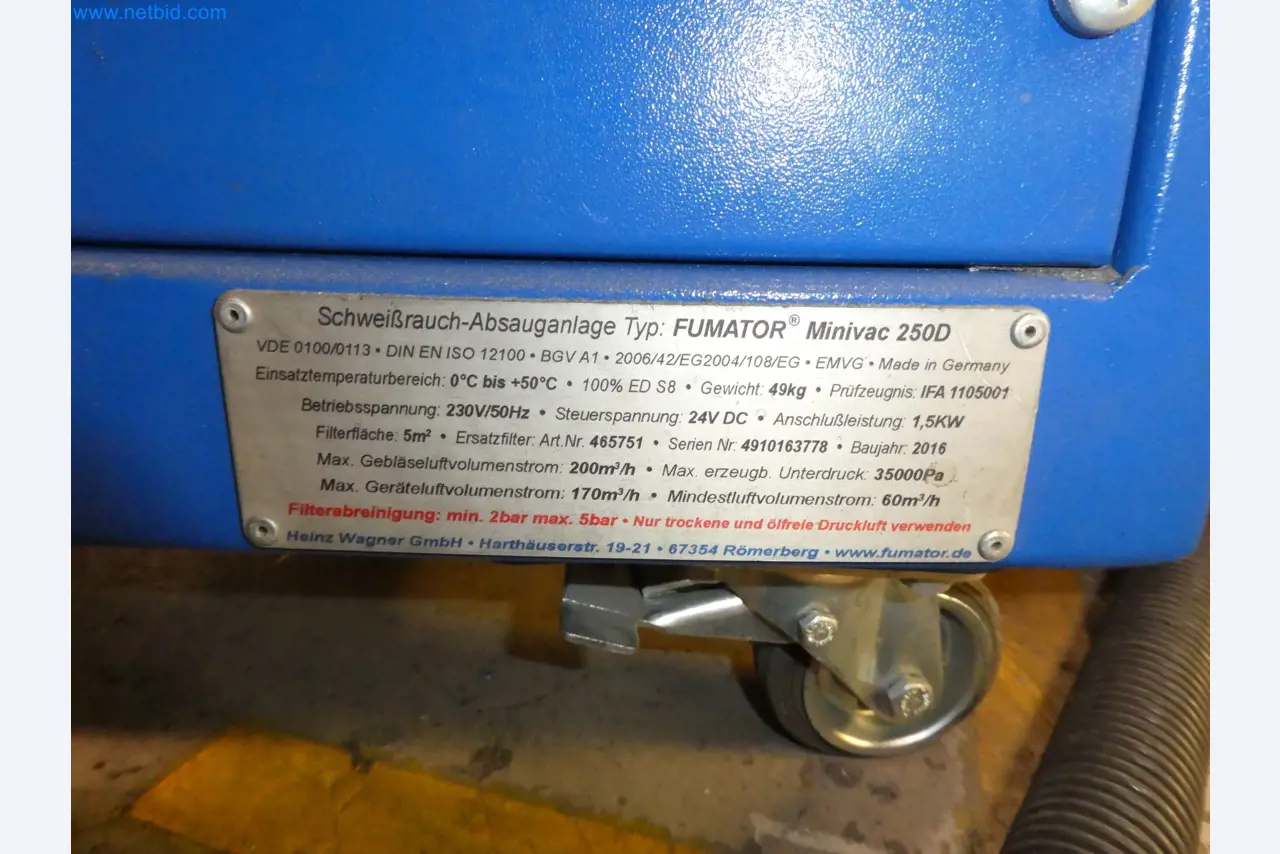 www.netbid.com
Schweißrauch-Absauganlage Typ: FUMATOR® Minivac 250D
VDE 0100/0113 • DIN EN ISO 12100 • BGV A1 • 2006/42/EG2004/108/EG • EMVG • Made in Germany
Einsatztemperaturbereich: 0°C bis +50°C • 100% ED S8 • Gewicht: 49kg • Prüfzeugnis: IFA 1105001
Betriebsspannung: 230V/50Hz • Steuerspannung: 24V DC • Anschlußleistung: 1,5KW
Filterfläche: 5m² • Ersatzfilter: Art.Nr. 465751 • Serien Nr: 4910163778 • Baujahr: 2016
Max. Gebläseluftvolumenstrom: 200m³/h • Max. erzeugb. Unterdruck: 35000Pa
Max. Geräteluftvolumenstrom: 170m³/h • Mindestluftvolumenstrom: 60m³/h
Filterabreinigung: min. 2bar max. 5bar • Nur trockene und ölfreie Druckluft verwenden
Heinz Wagner GmbH • Harthäuserstr. 19-21 • 67354 Römerberg • www.fumator.de